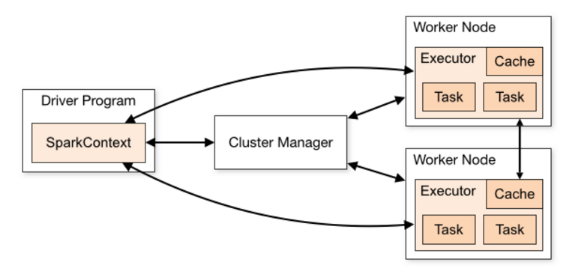 Driver Program
SparkContext
Cluster Manager
Worker Node
Executor
Cache
Task
Task
Worker Node
Executor
Cache
Task
Task